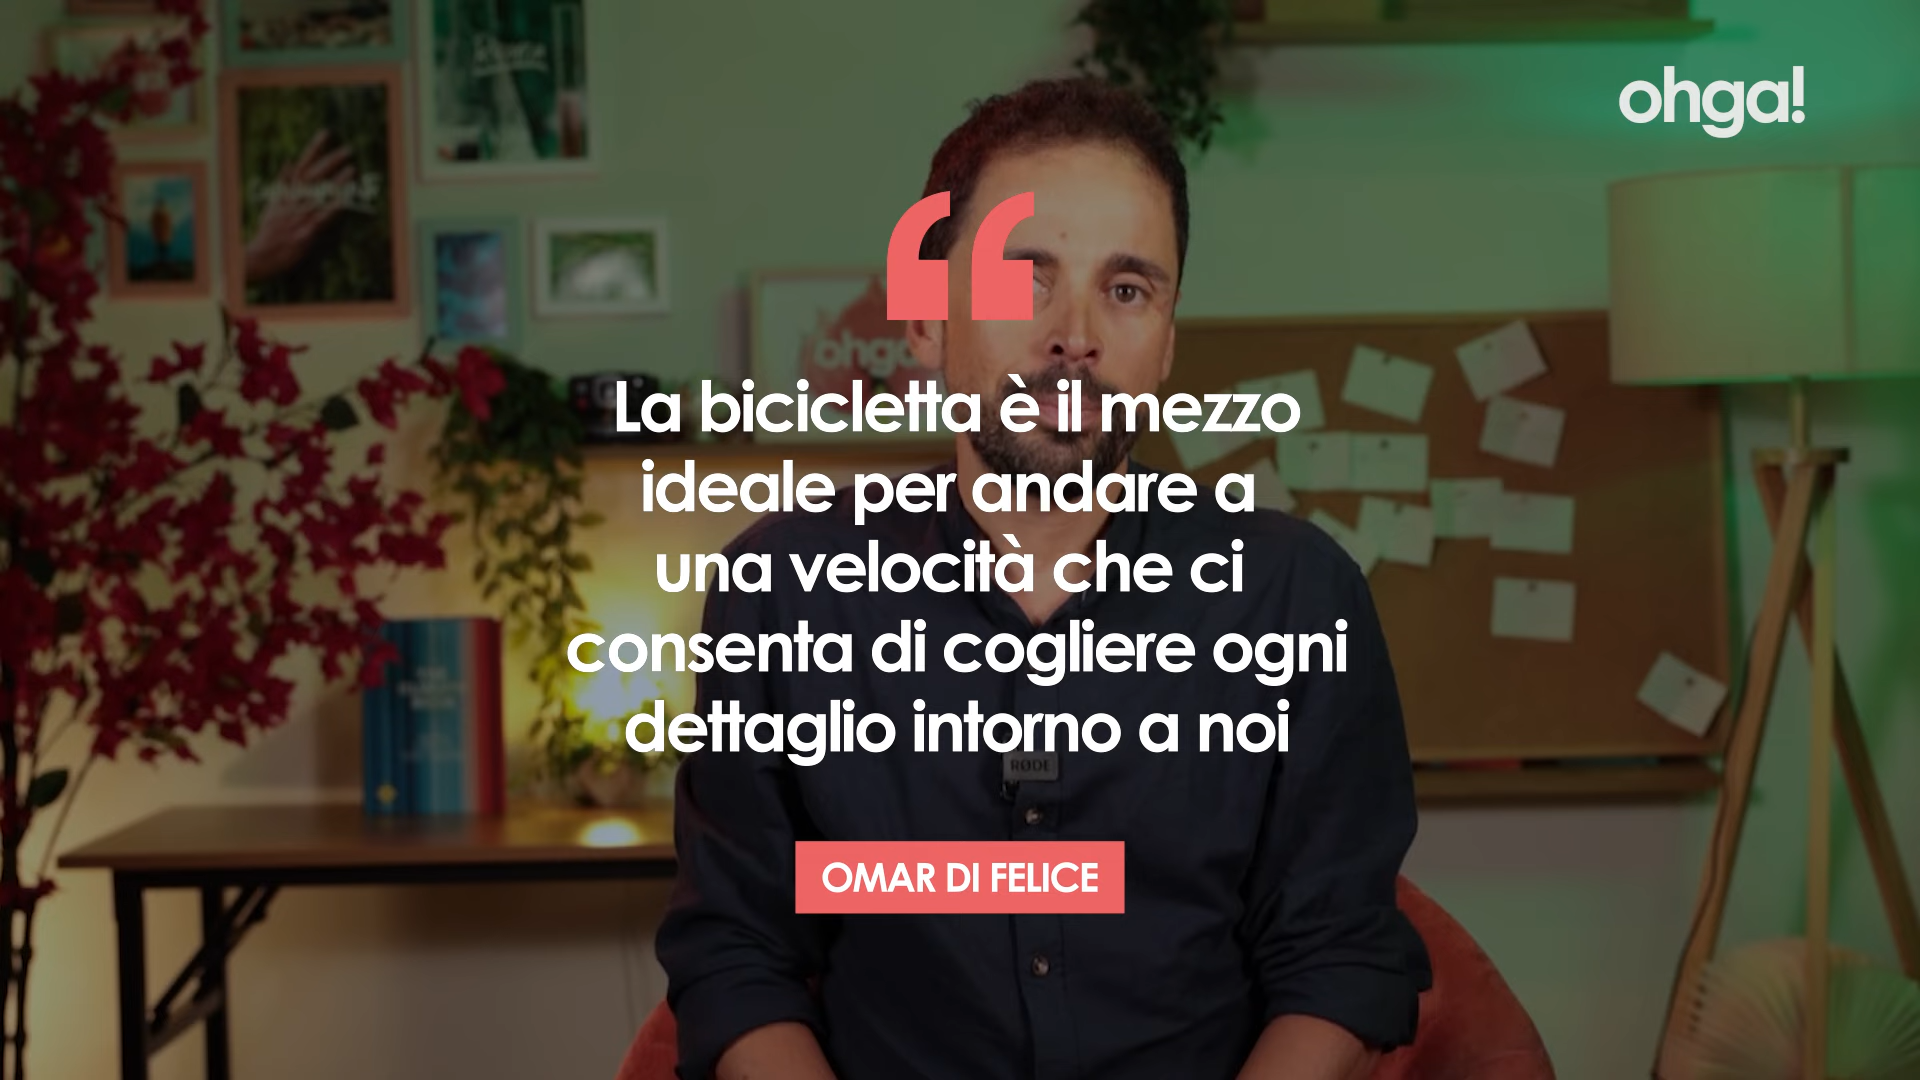 ohga!
“
La bicicletta è il mezzo
ideale per andare a
una velocità che ci
consenta di cogliere ogni
dettaglio intorno a noi
RØDE
OMAR DI FELICE